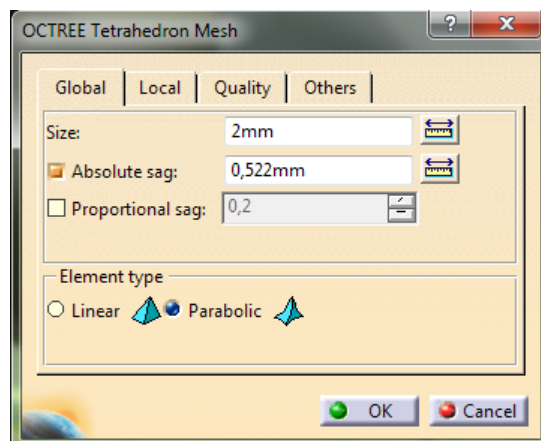 OCTREE Tetrahedron Mesh ? X
Global Local Quality Others
Size: 2mm
Absolute sag: 0,522mm
Proportional sag: 0,2
Element type
Linear Parabolic
OK Cancel